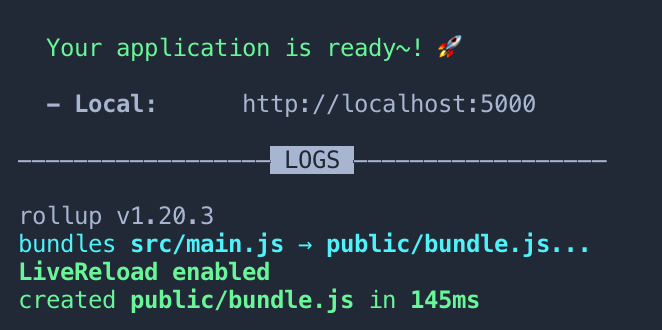 Your application is ready~! 🚀
- Local: http://localhost:5000
LOGS
rollup v1.20.3
bundles src/main.js → public/bundle.js...
LiveReload enabled
created public/bundle.js in 145ms